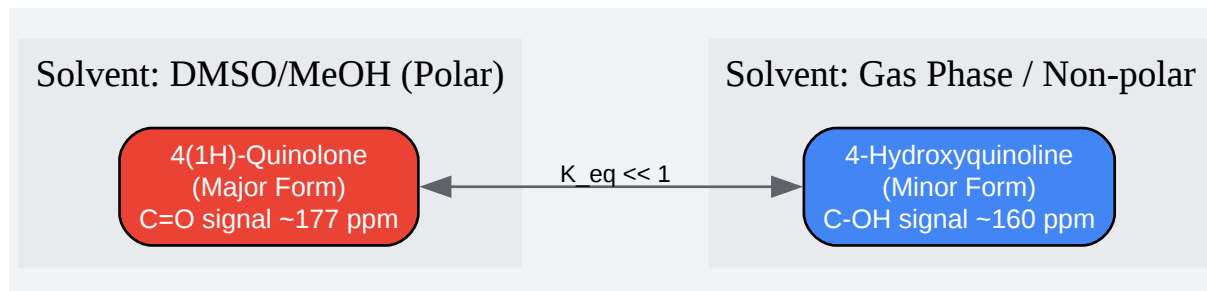 Solvent: DMSO/MeOH (Polar)
4(1H)-Quinolone
(Major Form)
C=O signal ~177 ppm
K_eq << 1
Solvent: Gas Phase / Non-polar
4-Hydroxyquinoline
(Minor Form)
C-OH signal ~160 ppm